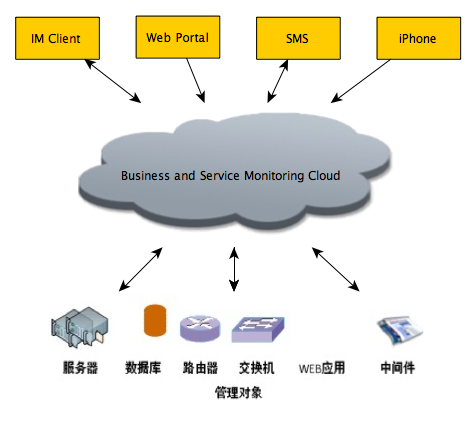 IM Client
Web Portal
SMS
iPhone
Business and Service Monitoring Cloud
服务器 数据库 路由器 交换机 WEB应用 中间件
管理对象